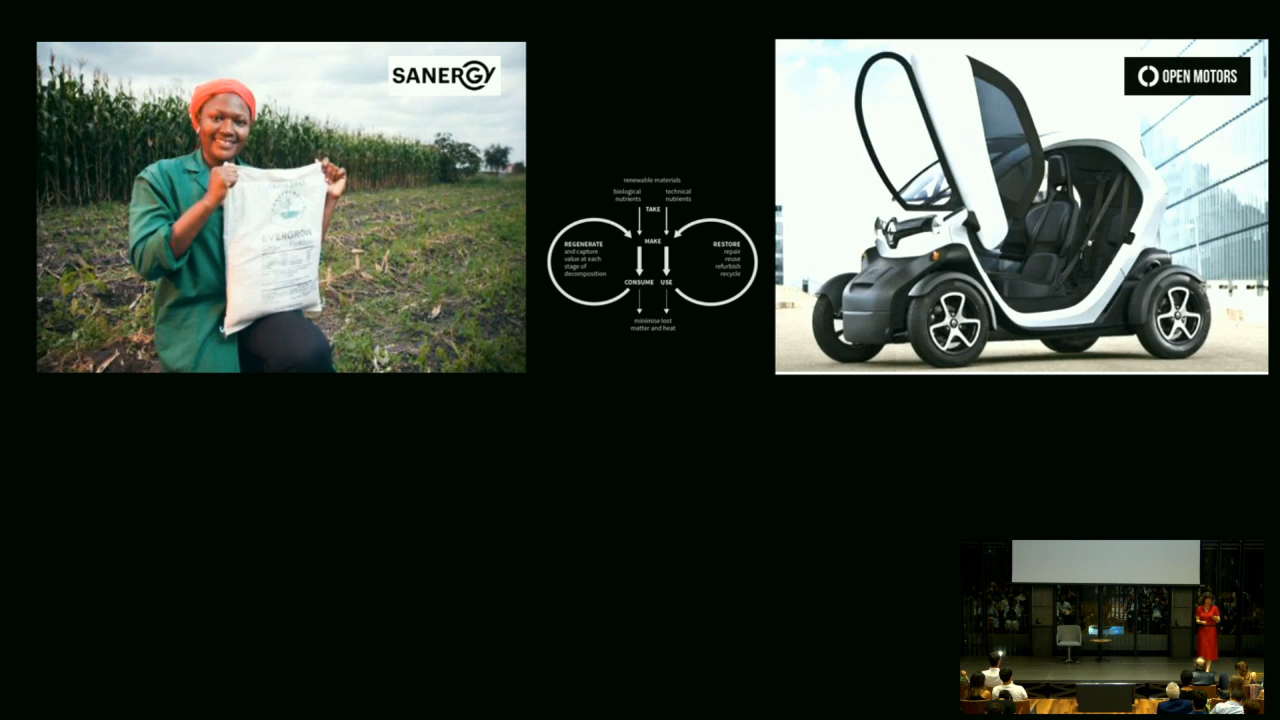 SANERGY
EVERGROW
renewable materials
biological
nutrients
technical
nutrients
TAKE
MAKE
REGENERATE
and capture
value at each
stage of
decomposition
RESTORE
repair
reuse
refurbish
recycle
CONSUME
USE
minimise lost
matter and heat
OPEN MOTORS